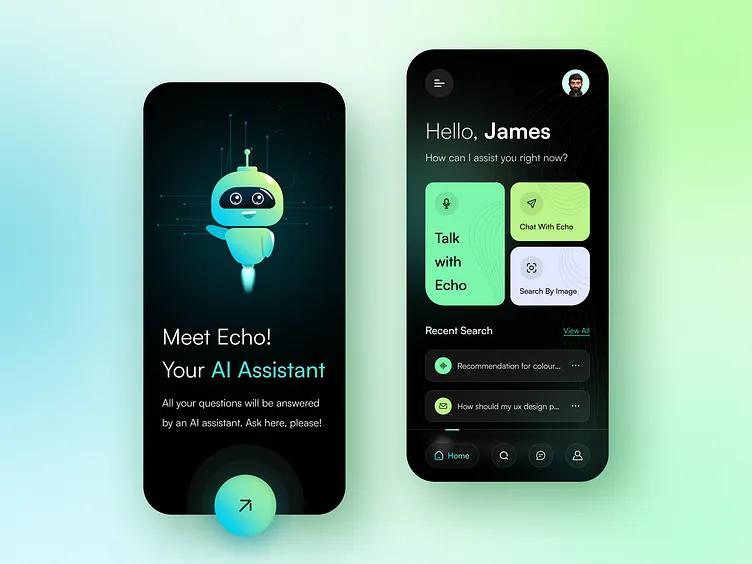 Meet Echo!
Your AI Assistant
All your questions will be answered
by an AI assistant. Ask here, please!
Hello, James
How can I assist you right now?
Talk
with
Echo
Chat With Echo
Search By Image
Recent Search
View All
Recommendation for colour...
How should my ux design p...
Home